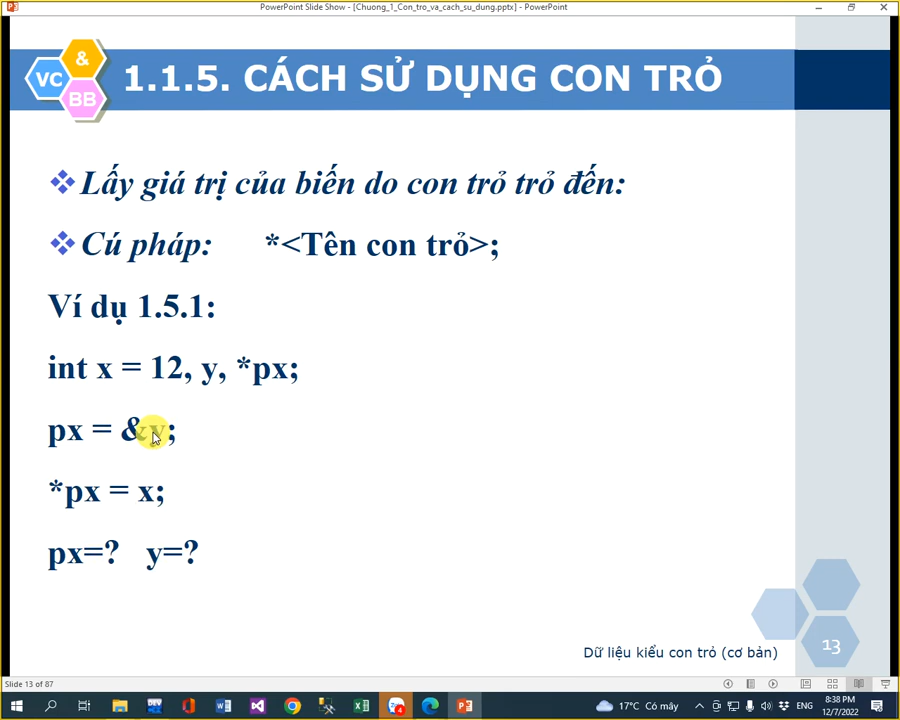 PowerPoint Slide Show - [Chuong_1_Con_tro_va_cach_su_dung.pptx] - PowerPoint
VC & BB
1.1.5. CÁCH SỬ DỤNG CON TRỎ
Lấy giá trị của biến do con trỏ trỏ đến:
Cú pháp: *<Tên con trỏ>;
Ví dụ 1.5.1:
int x = 12, y, *px;
px = &y;
*px = x;
px=? y=?
Dữ liệu kiểu con trỏ (cơ bản)
13
Slide 13 of 87
17°C Có mây
ENG
8:38 PM
12/7/2022